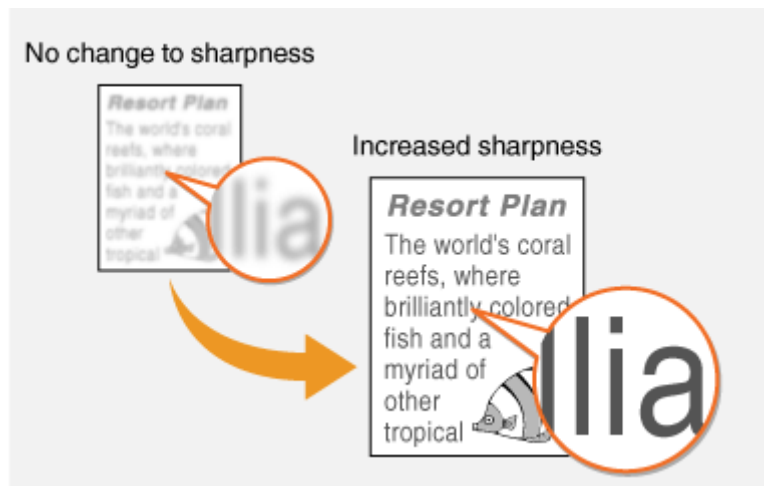 No change to sharpness
Resort Plan
The world's coral
reefs, where
brilliantly colored
fish and a
myriad of
other
tropical
lia
Increased sharpness
Resort Plan
The world's coral
reefs, where
brilliantly colored
fish and a
myriad of
other
tropical
llia